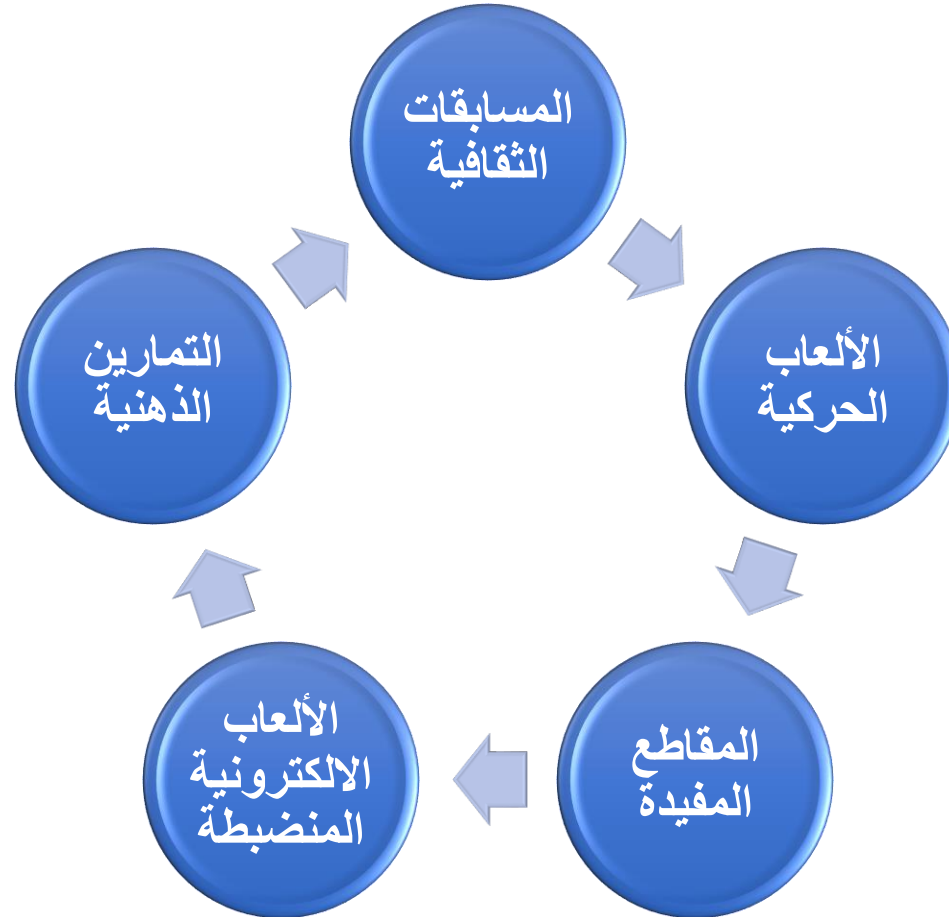 المسابقات
الثقافية
الألعاب
الحركية
المقاطع
المفيدة
الألعاب
الالكترونية
المنضبطة
التمارين
الذهنية